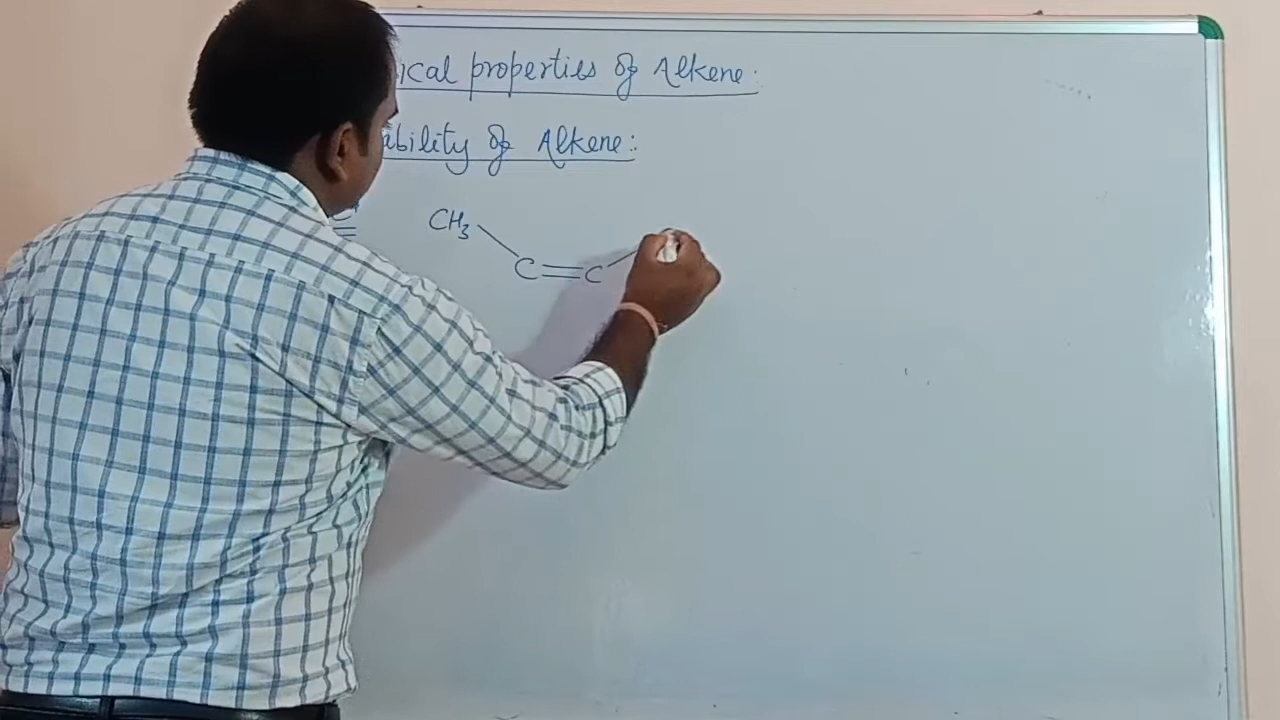 ical properties of Alkene:
ability of Alkene:
CH₃
C=C